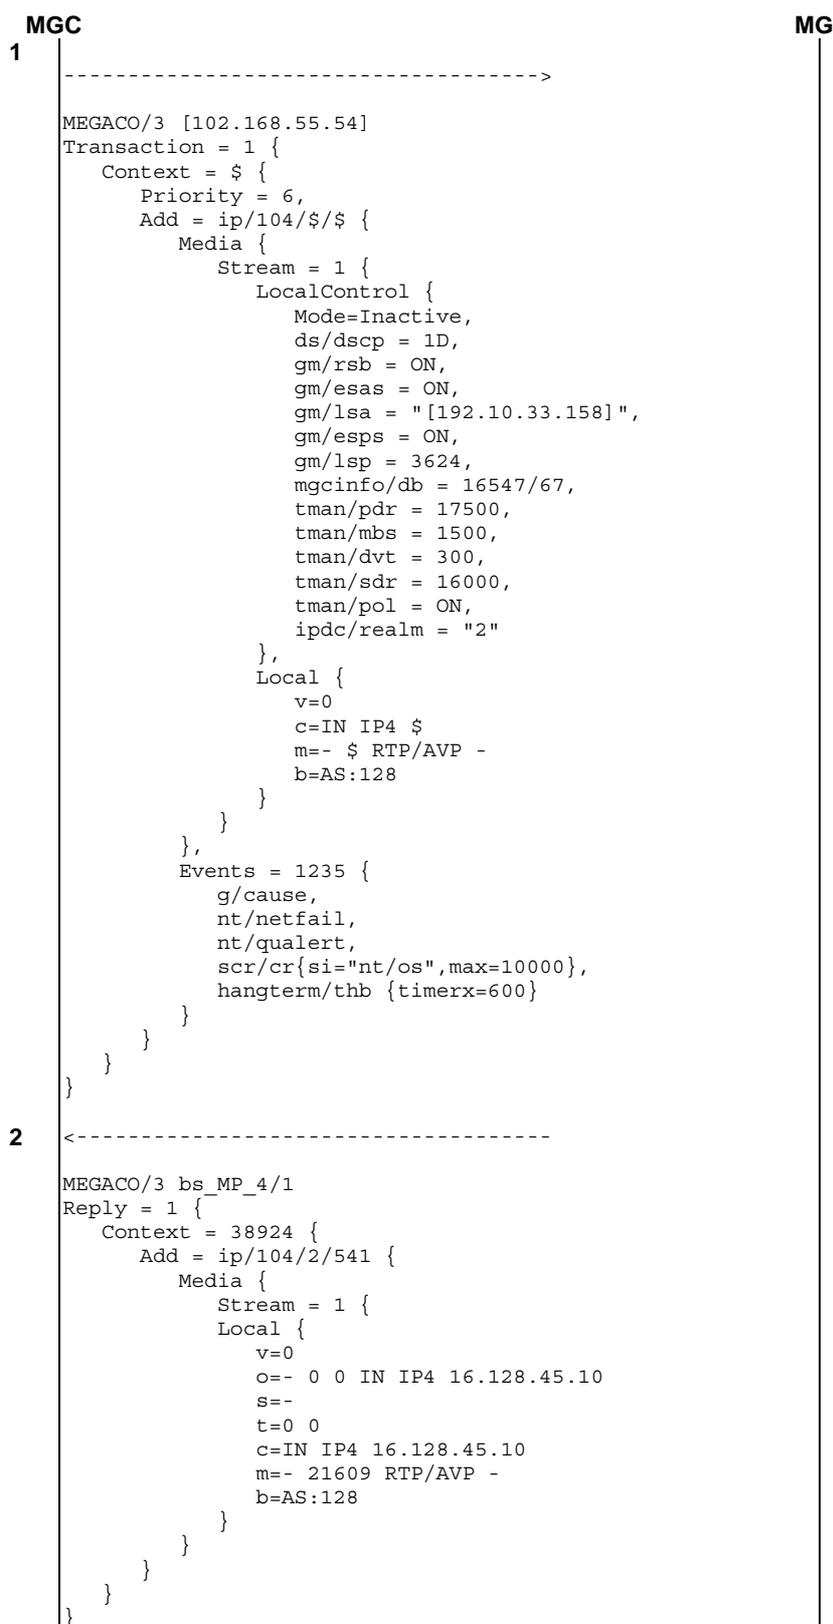 MGC MG
1
------------------------------------->
MEGACO/3 [102.168.55.54]
Transaction = 1 {
   Context = $ {
      Priority = 6,
      Add = ip/104/$/$ {
         Media {
            Stream = 1 {
               LocalControl {
                  Mode=Inactive,
                  ds/dscp = 1D,
                  gm/rsb = ON,
                  gm/esas = ON,
                  gm/lsa = "[192.10.33.158]",
                  gm/esps = ON,
                  gm/lsp = 3624,
                  mgcinfo/db = 16547/67,
                  tman/pdr = 17500,
                  tman/mbs = 1500,
                  tman/dvt = 300,
                  tman/sdr = 16000,
                  tman/pol = ON,
                  ipdc/realm = "2"
               },
               Local {
                  v=0
                  c=IN IP4 $
                  m=- $ RTP/AVP -
                  b=AS:128
               }
            }
         },
         Events = 1235 {
            g/cause,
            nt/netfail,
            nt/qualert,
            scr/cr{si="nt/os",max=10000},
            hangterm/thb {timerx=600}
         }
      }
   }
}
2 <-------------------------------------
MEGACO/3 bs_MP_4/1
Reply = 1 {
   Context = 38924 {
      Add = ip/104/2/541 {
         Media {
            Stream = 1 {
            Local {
               v=0
               o=- 0 0 IN IP4 16.128.45.10
               s=-
               t=0 0
               c=IN IP4 16.128.45.10
               m=- 21609 RTP/AVP -
               b=AS:128
            }
         }
      }
   }
}